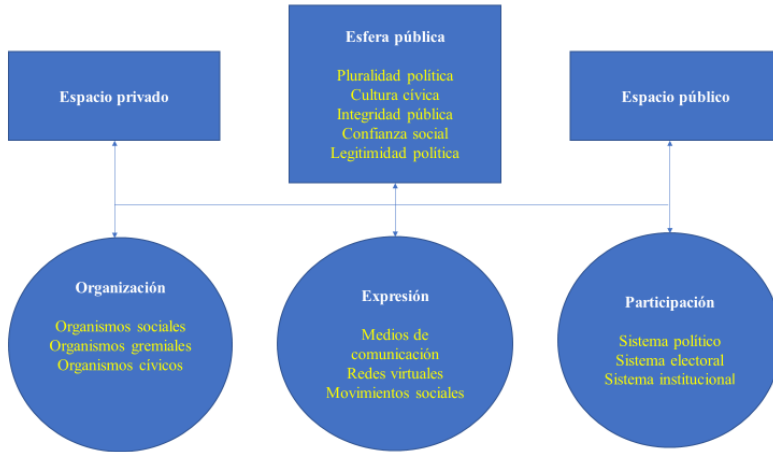 Espacio privado
Esfera pública
Pluralidad política
Cultura cívica
Integridad pública
Confianza social
Legitimidad política
Espacio público
Organización
Organismos sociales
Organismos gremiales
Organismos cívicos
Expresión
Medios de
comunicación
Redes virtuales
Movimientos sociales
Participación
Sistema político
Sistema electoral
Sistema institucional